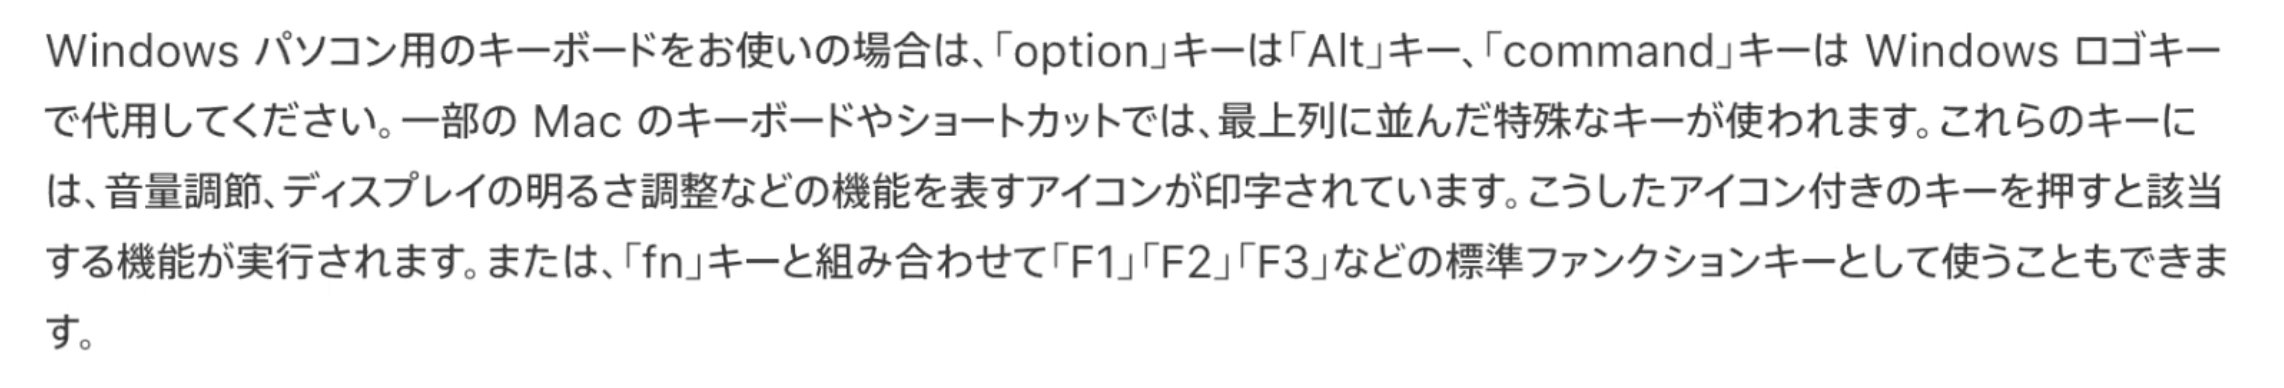 Windows パソコン用のキーボードをお使いの場合は、「option」キーは「Alt」キー、「command」キーは Windows ロゴキー
で代用してください。一部の Mac のキーボードやショートカットでは、最上列に並んだ特殊なキーが使われます。これらのキーに
は、音量調節、ディスプレイの明るさ調整などの機能を表すアイコンが印字されています。こうしたアイコン付きのキーを押すと該当
する機能が実行されます。または、「fn」キーと組み合わせて「F1」「F2」「F3」などの標準ファンクションキーとして使うこともできま
す。